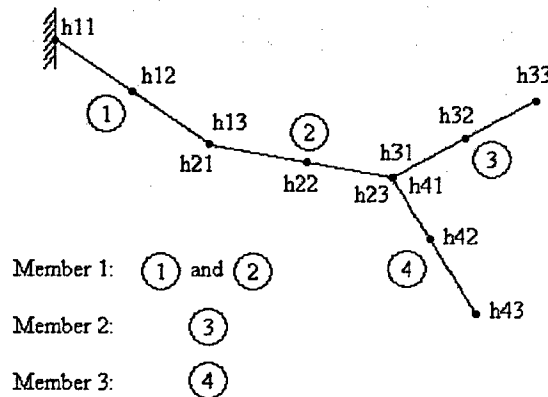 h11
h12
h33
1
h13
2
h32
h31
3
h21
h22
h23
h41
h42
4
Member 1: 1 and 2
h43
Member 2: 3
Member 3: 4